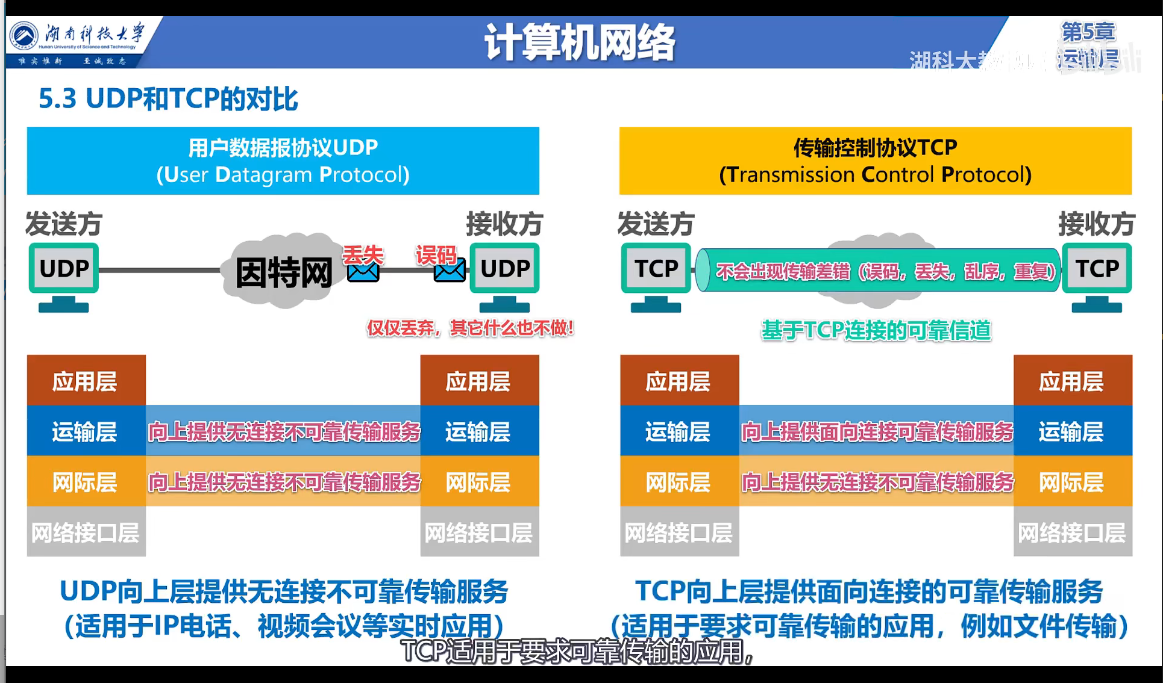 湖南科技大学
Hunan University of Science and Technology
唯实惟新 至诚致志
计算机网络
第5章
运输层
湖科大教
5.3 UDP和TCP的对比
用户数据报协议UDP
(User Datagram Protocol)
发送方
接收方
UDP
因特网
丢失
误码
UDP
仅仅丢弃，其它什么也不做！
应用层
应用层
运输层
向上提供无连接不可靠传输服务
运输层
网际层
向上提供无连接不可靠传输服务
网际层
网络接口层
网络接口层
UDP向上层提供无连接不可靠传输服务
（适用于IP电话、视频会议等实时应用）
传输控制协议TCP
(Transmission Control Protocol)
发送方
接收方
TCP
不会出现传输差错（误码，丢失，乱序，重复）
TCP
基于TCP连接的可靠信道
应用层
应用层
运输层
向上提供面向连接可靠传输服务
运输层
网际层
向上提供无连接不可靠传输服务
网际层
网络接口层
网络接口层
TCP向上层提供面向连接的可靠传输服务
（适用于要求可靠传输的应用，例如文件传输）
TCP适用于要求可靠传输的应用，